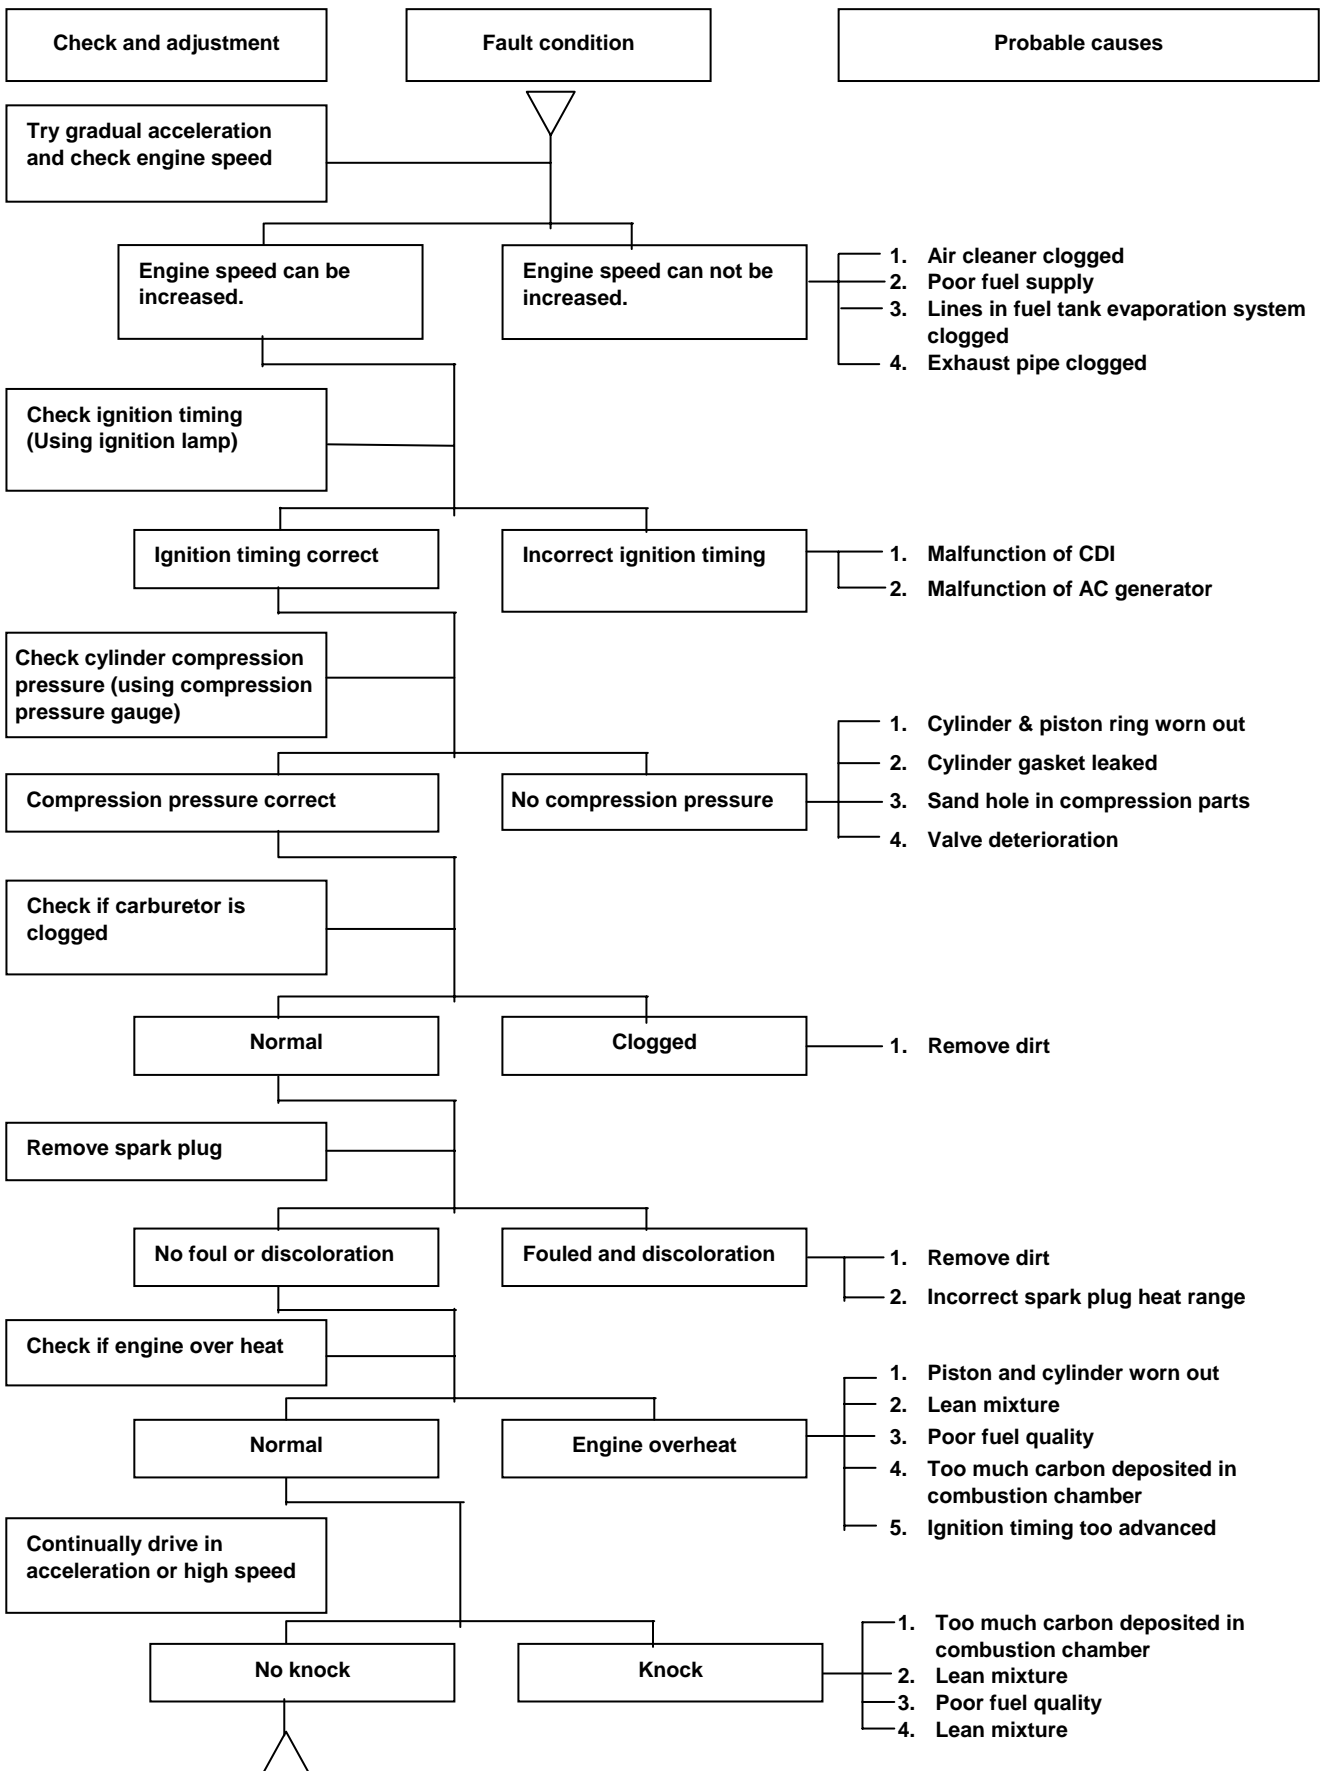 Check and adjustment
Fault condition
Probable causes
Try gradual acceleration
and check engine speed
Engine speed can be
increased.
Engine speed can not be
increased.
1. Air cleaner clogged
2. Poor fuel supply
3. Lines in fuel tank evaporation system
clogged
4. Exhaust pipe clogged
Check ignition timing
(Using ignition lamp)
Ignition timing correct
Incorrect ignition timing
1. Malfunction of CDI
2. Malfunction of AC generator
Check cylinder compression
pressure (using compression
pressure gauge)
Compression pressure correct
No compression pressure
1. Cylinder & piston ring worn out
2. Cylinder gasket leaked
3. Sand hole in compression parts
4. Valve deterioration
Check if carburetor is
clogged
Normal
Clogged
1. Remove dirt
Remove spark plug
No foul or discoloration
Fouled and discoloration
1. Remove dirt
2. Incorrect spark plug heat range
Check if engine over heat
Normal
Engine overheat
1. Piston and cylinder worn out
2. Lean mixture
3. Poor fuel quality
4. Too much carbon deposited in
combustion chamber
5. Ignition timing too advanced
Continually drive in
acceleration or high speed
No knock
Knock
1. Too much carbon deposited in
combustion chamber
2. Lean mixture
3. Poor fuel quality
4. Lean mixture